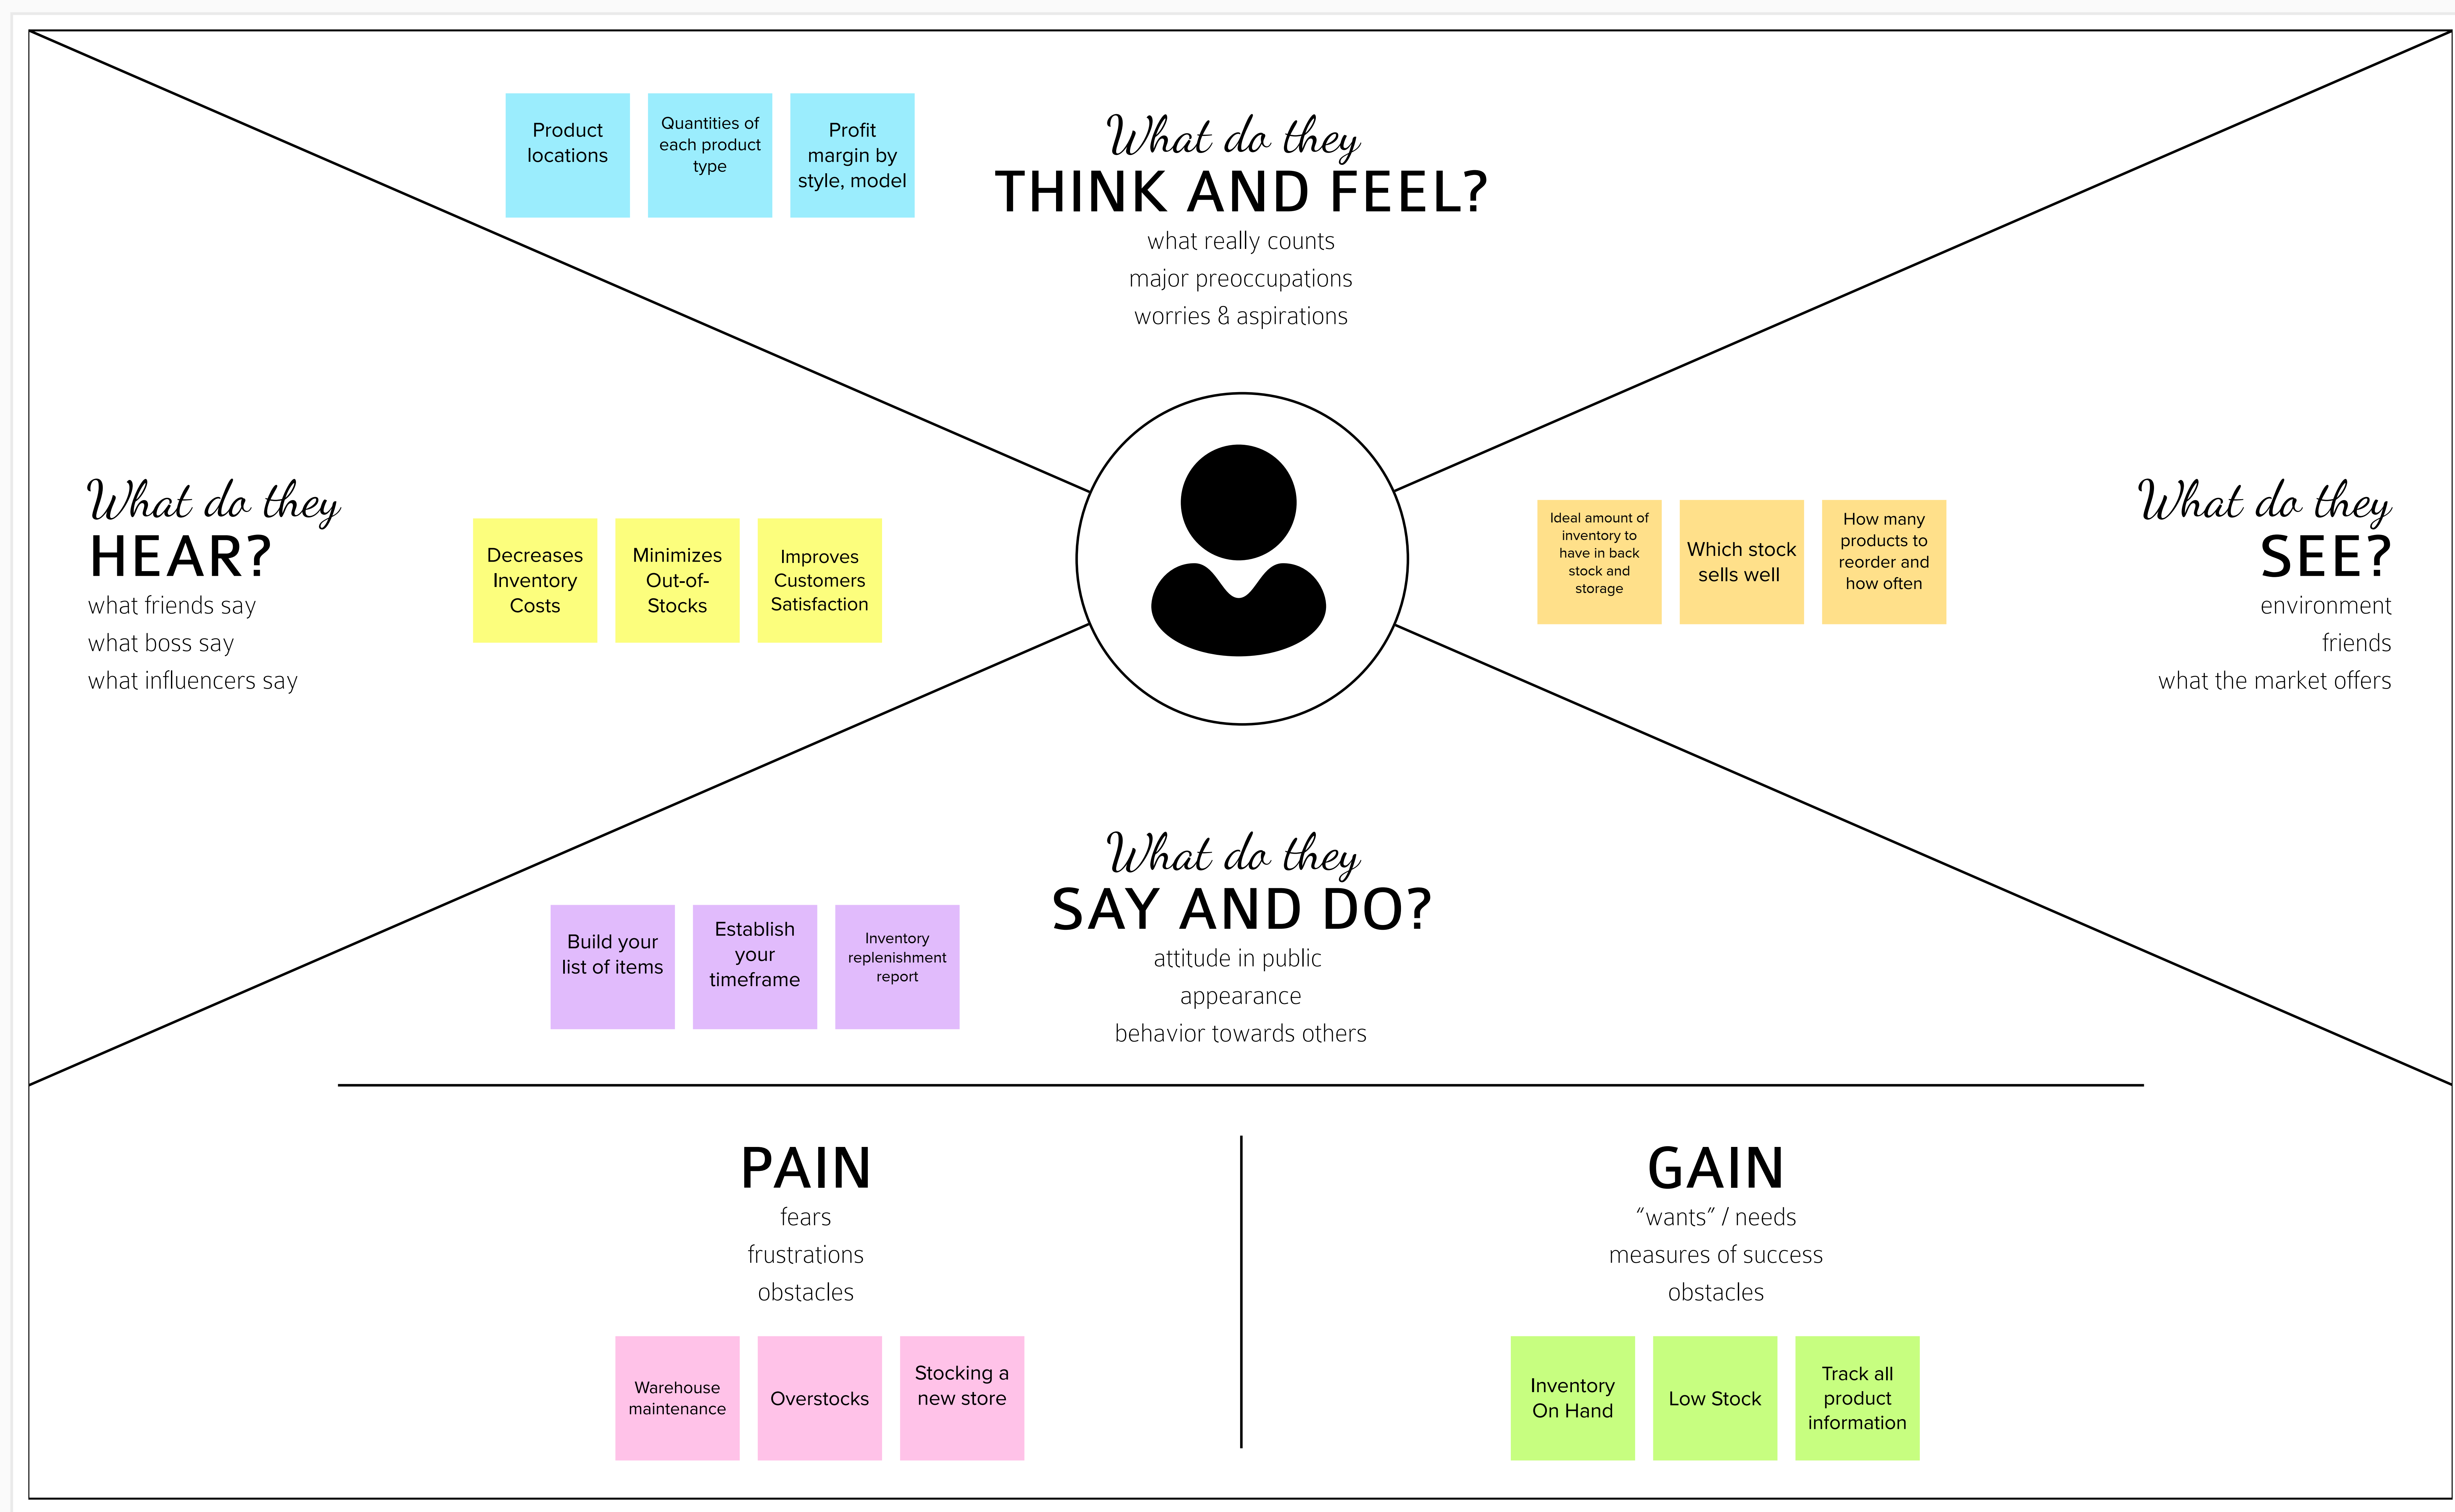 Product
locations
Quantities of
each product
type
Profit
margin by
style, model
What do they
THINK AND FEEL?
what really counts
major preoccupations
worries & aspirations
What do they
HEAR?
what friends say
what boss say
what influencers say
Decreases
Inventory
Costs
Minimizes
Out-of-
Stocks
Improves
Customers
Satisfaction
Ideal amount of
inventory to
have in back
stock and
storage
Which stock
sells well
How many
products to
reorder and
how often
What do they
SEE?
environment
friends
what the market offers
What do they
SAY AND DO?
attitude in public
appearance
behavior towards others
Build your
list of items
Establish
your
timeframe
Inventory
replenishment
report
PAIN
fears
frustrations
obstacles
Warehouse
maintenance
Overstocks
Stocking a
new store
GAIN
“wants” / needs
measures of success
obstacles
Inventory
On Hand
Low Stock
Track all
product
information